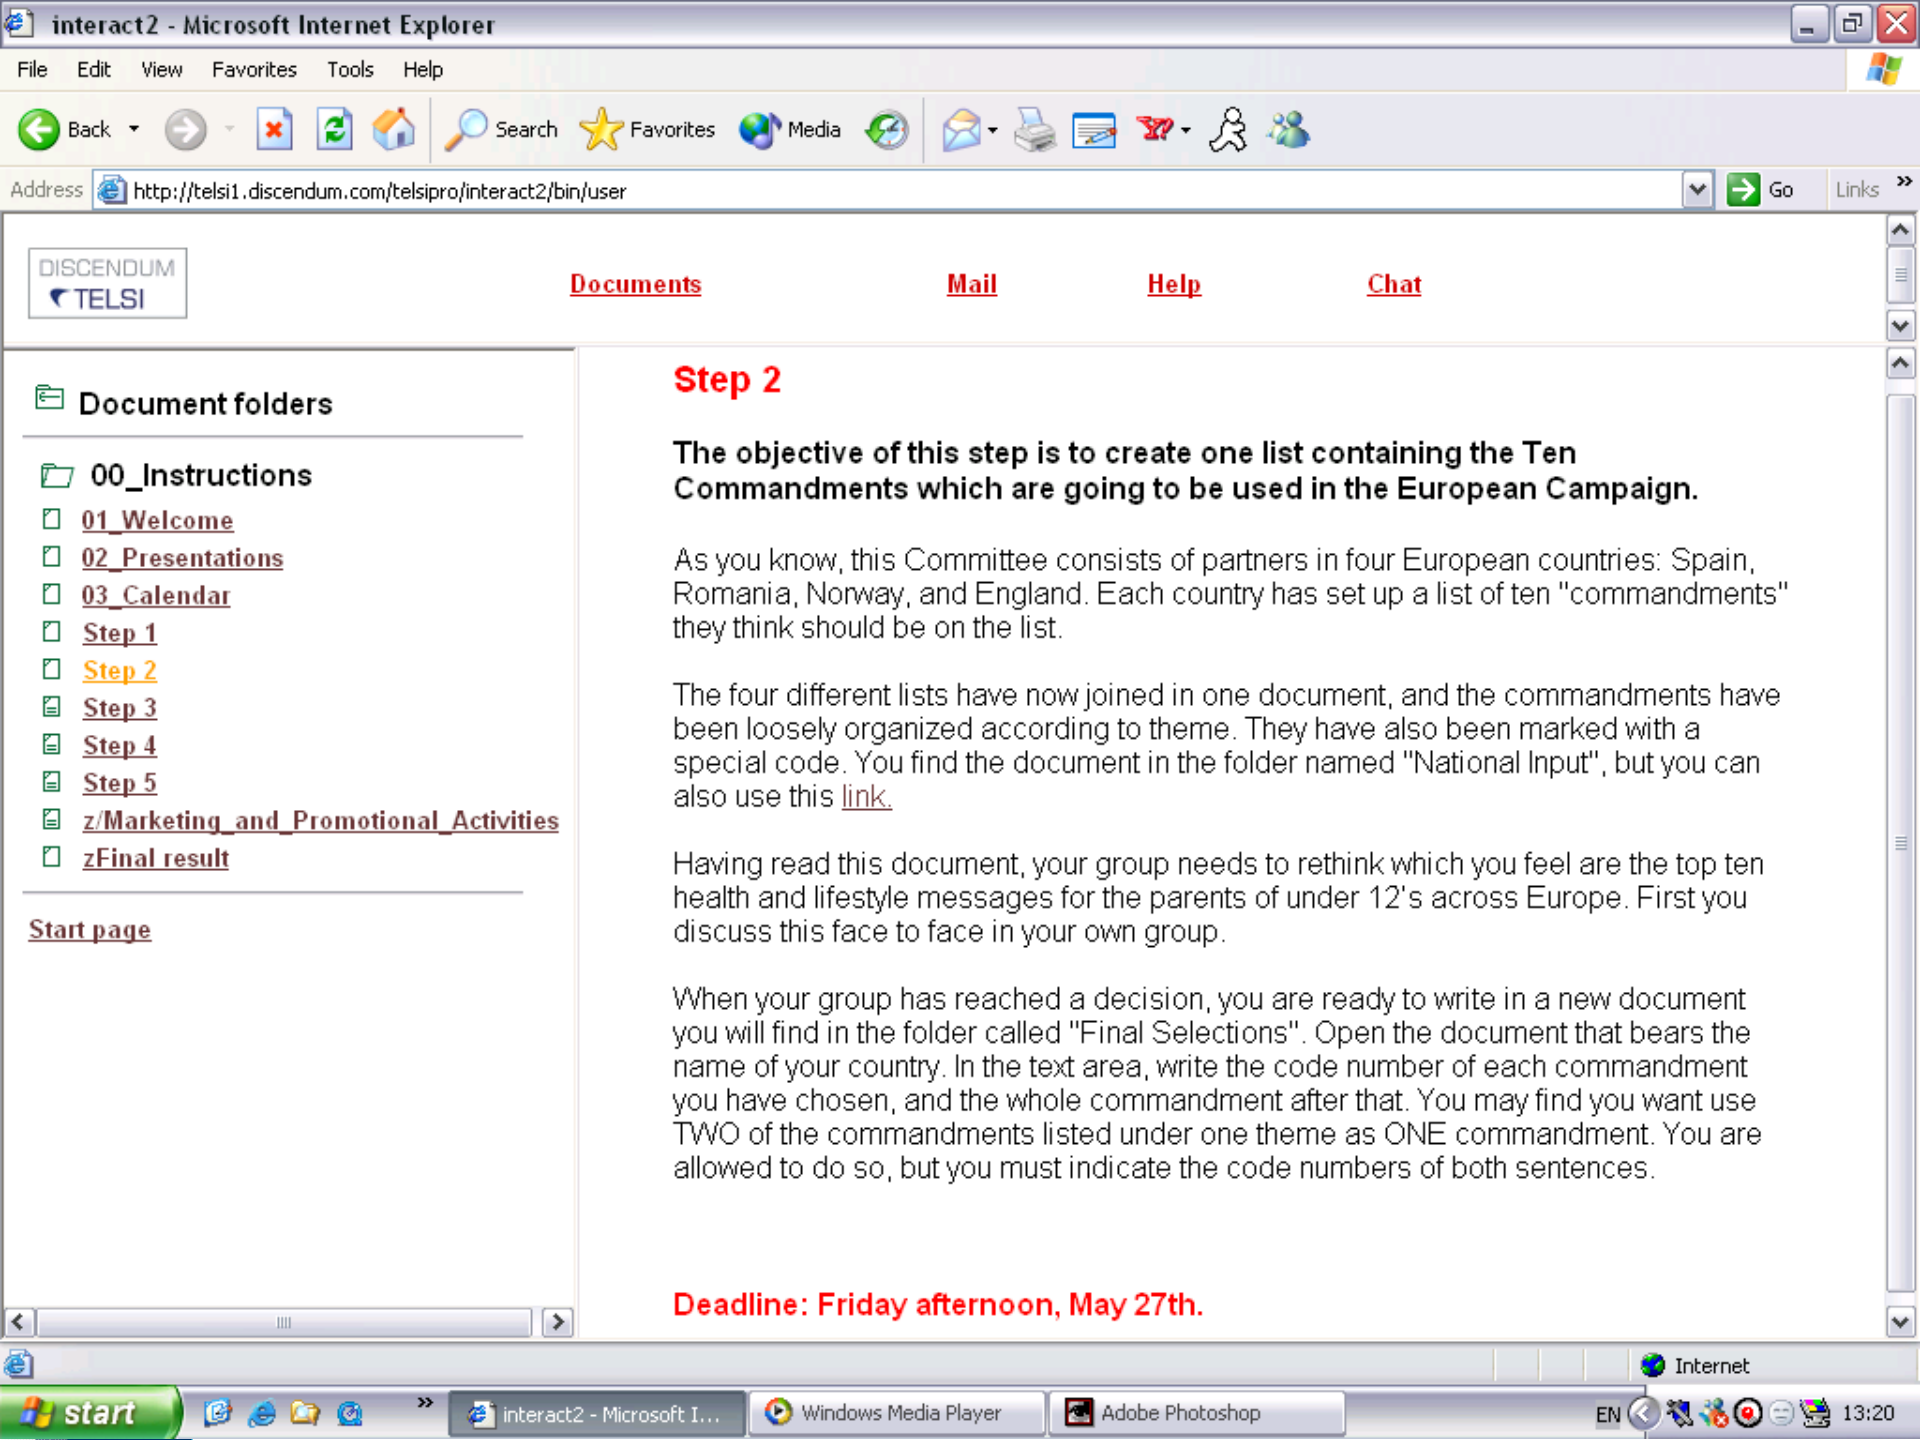 interact2 - Microsoft Internet Explorer
File Edit View Favorites Tools Help
Back Search Favorites Media
Address http://telsi1.discendum.com/telsipro/interact2/bin/user Go Links »
DISCENDUM
TELSI
Documents Mail Help Chat
Document folders
00_Instructions
01_Welcome
02_Presentations
03_Calendar
Step 1
Step 2
Step 3
Step 4
Step 5
z/Marketing_and_Promotional_Activities
zFinal result
Start page
Step 2
The objective of this step is to create one list containing the Ten
Commandments which are going to be used in the European Campaign.
As you know, this Committee consists of partners in four European countries: Spain,
Romania, Norway, and England. Each country has set up a list of ten "commandments"
they think should be on the list.
The four different lists have now joined in one document, and the commandments have
been loosely organized according to theme. They have also been marked with a
special code. You find the document in the folder named "National Input", but you can
also use this link.
Having read this document, your group needs to rethink which you feel are the top ten
health and lifestyle messages for the parents of under 12's across Europe. First you
discuss this face to face in your own group.
When your group has reached a decision, you are ready to write in a new document
you will find in the folder called "Final Selections". Open the document that bears the
name of your country. In the text area, write the code number of each commandment
you have chosen, and the whole commandment after that. You may find you want use
TWO of the commandments listed under one theme as ONE commandment. You are
allowed to do so, but you must indicate the code numbers of both sentences.
Deadline: Friday afternoon, May 27th.
Internet
start » interact2 - Microsoft I... Windows Media Player Adobe Photoshop EN 13:20